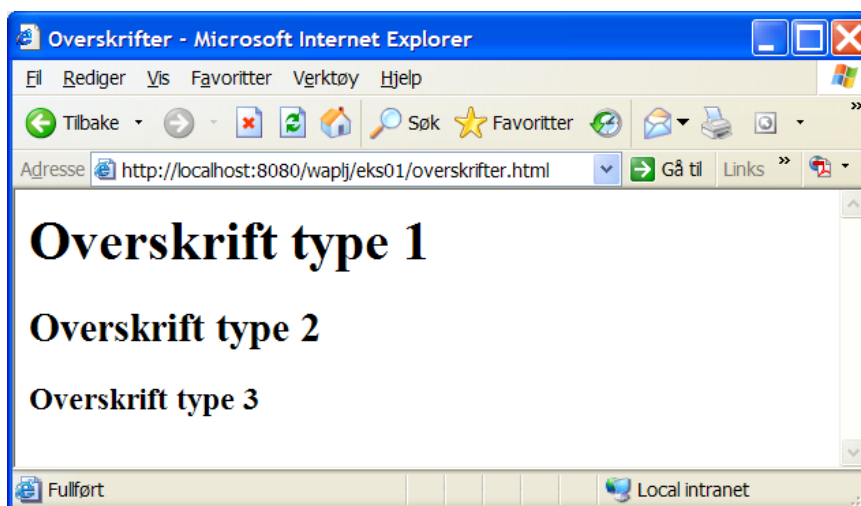 Overskrifter - Microsoft Internet Explorer
Fil Rediger Vis Favoritter Verktøy Hjelp
Tilbake Søk Favoritter »
Adresse http://localhost:8080/waplj/eks01/overskrifter.html Gå til Links »
Overskrift type 1
Overskrift type 2
Overskrift type 3
Fullført Local intranet